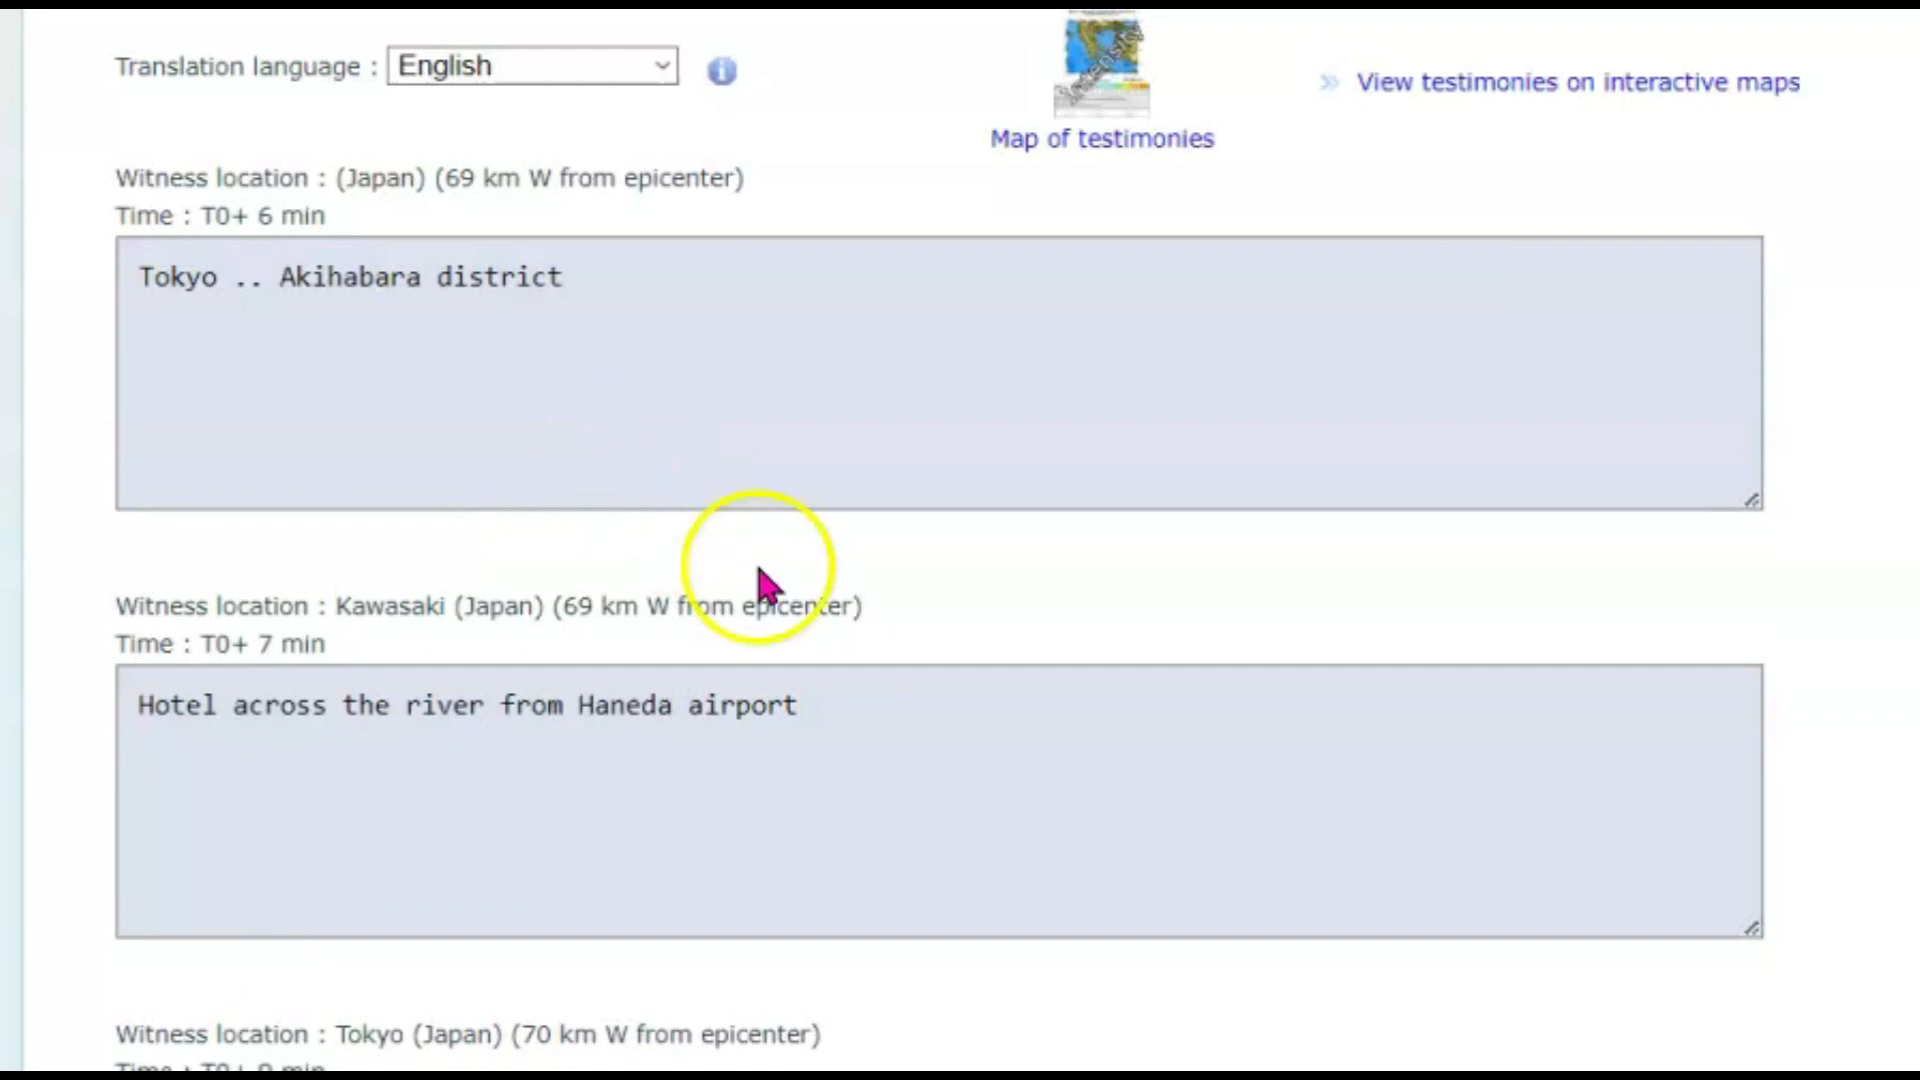 Translation language : English
View testimonies on interactive maps
Map of testimonies
Witness location : (Japan) (69 km W from epicenter)
Time : T0+ 6 min
Tokyo .. Akihabara district
Witness location : Kawasaki (Japan) (69 km W from epicenter)
Time : T0+ 7 min
Hotel across the river from Haneda airport
Witness location : Tokyo (Japan) (70 km W from epicenter)